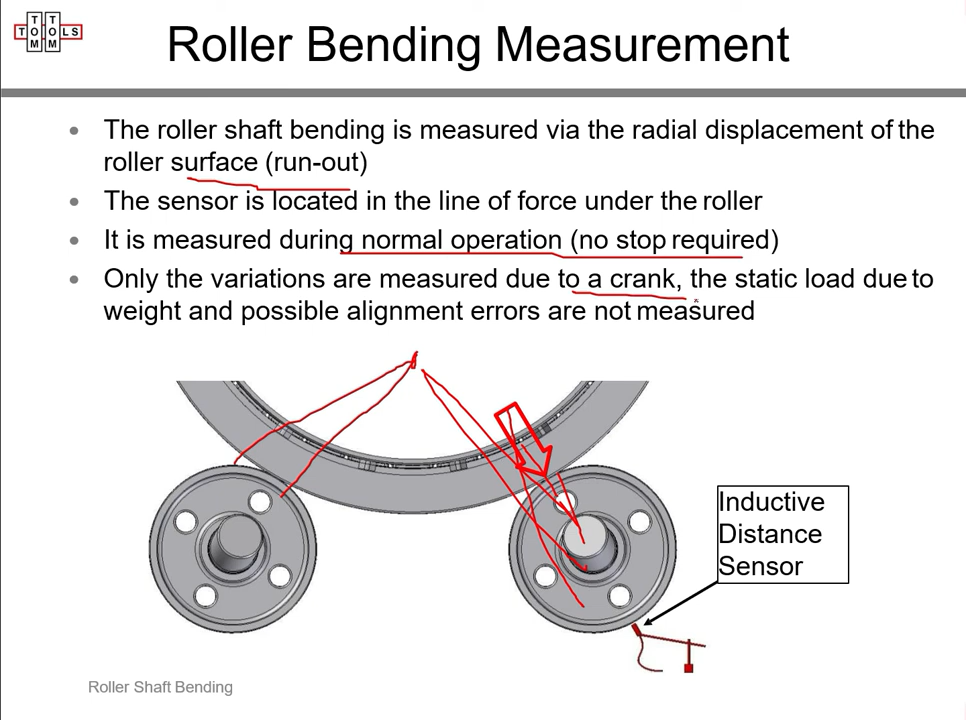 TOM TOOLS TOM
Roller Bending Measurement
The roller shaft bending is measured via the radial displacement of the
roller surface (run-out)
The sensor is located in the line of force under the roller
It is measured during normal operation (no stop required)
Only the variations are measured due to a crank, the static load due to
weight and possible alignment errors are not measured
Inductive
Distance
Sensor
Roller Shaft Bending